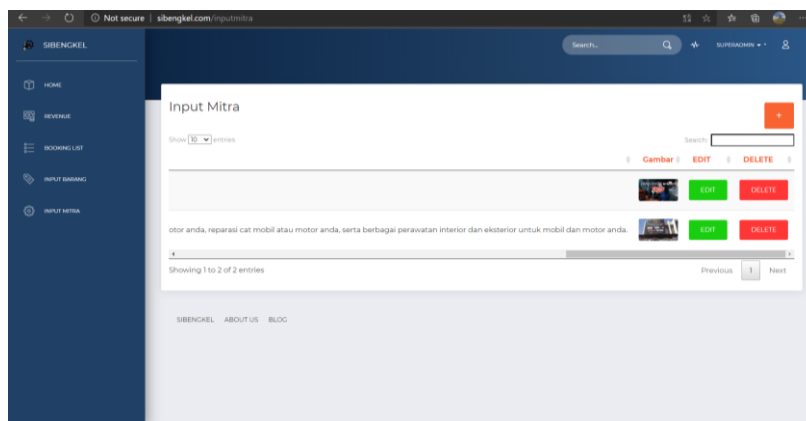 Not secure | sibengkel.com/inputmitra
SIBENGKEL
Search...
SUPERADMIN
HOME
REVENUE
BOOKING LIST
INPUT BARANG
INPUT MITRA
Input Mitra
+
Show 10 entries
Search:
Gambar EDIT DELETE
EDIT DELETE
otor anda, reparasi cat mobil atau motor anda, serta berbagai perawatan interior dan eksterior untuk mobil dan motor anda. EDIT DELETE
Showing 1 to 2 of 2 entries
Previous 1 Next
SIBENGKEL ABOUT US BLOG